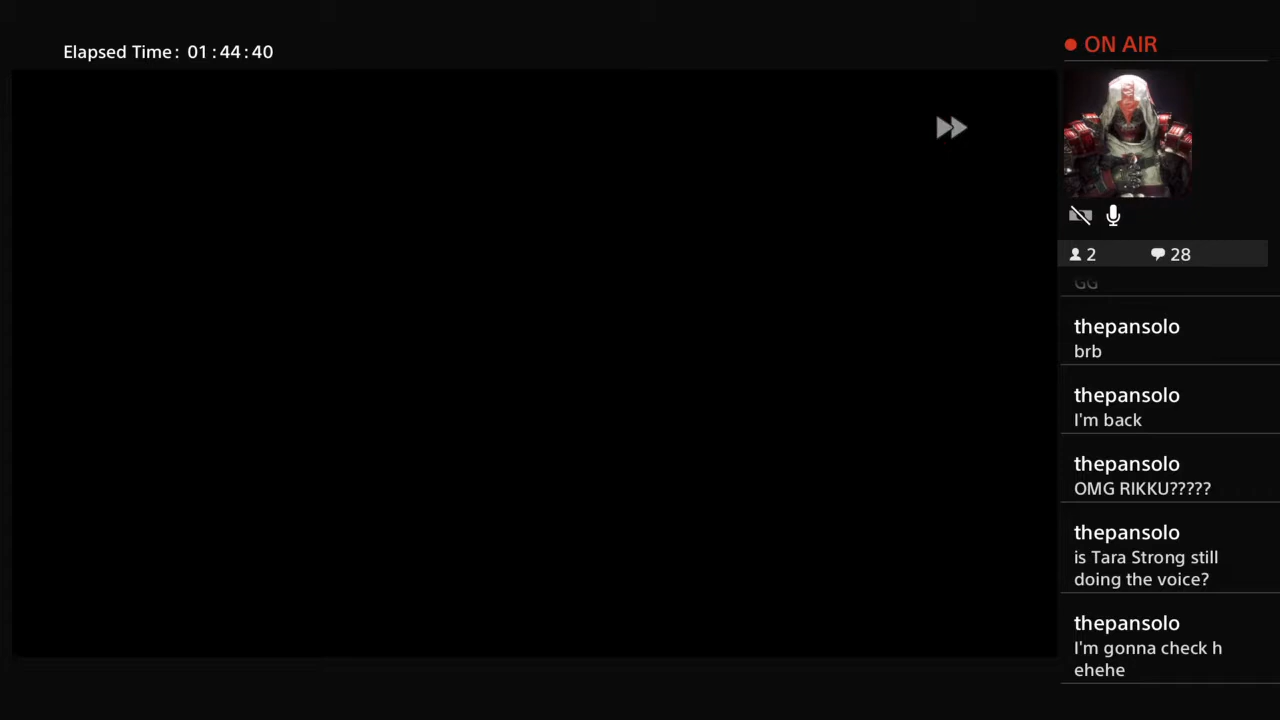 Elapsed Time: 01:44:40
ON AIR
2 28
GG
thepansolo
brb
thepansolo
I'm back
thepansolo
OMG RIKKU?????
thepansolo
is Tara Strong still
doing the voice?
thepansolo
I'm gonna check h
ehehe